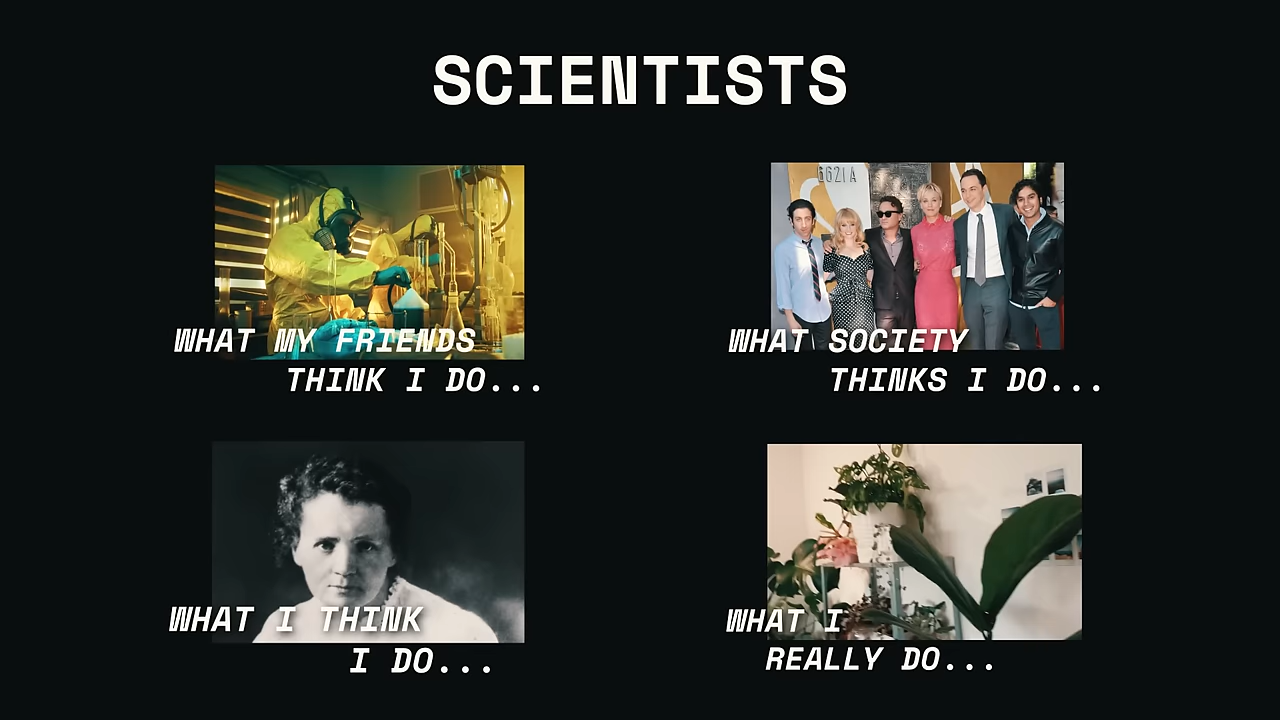 SCIENTISTS
6621A
WHAT MY FRIENDS
THINK I DO...
WHAT SOCIETY
THINKS I DO...
WHAT I THINK
I DO...
WHAT I
REALLY DO...